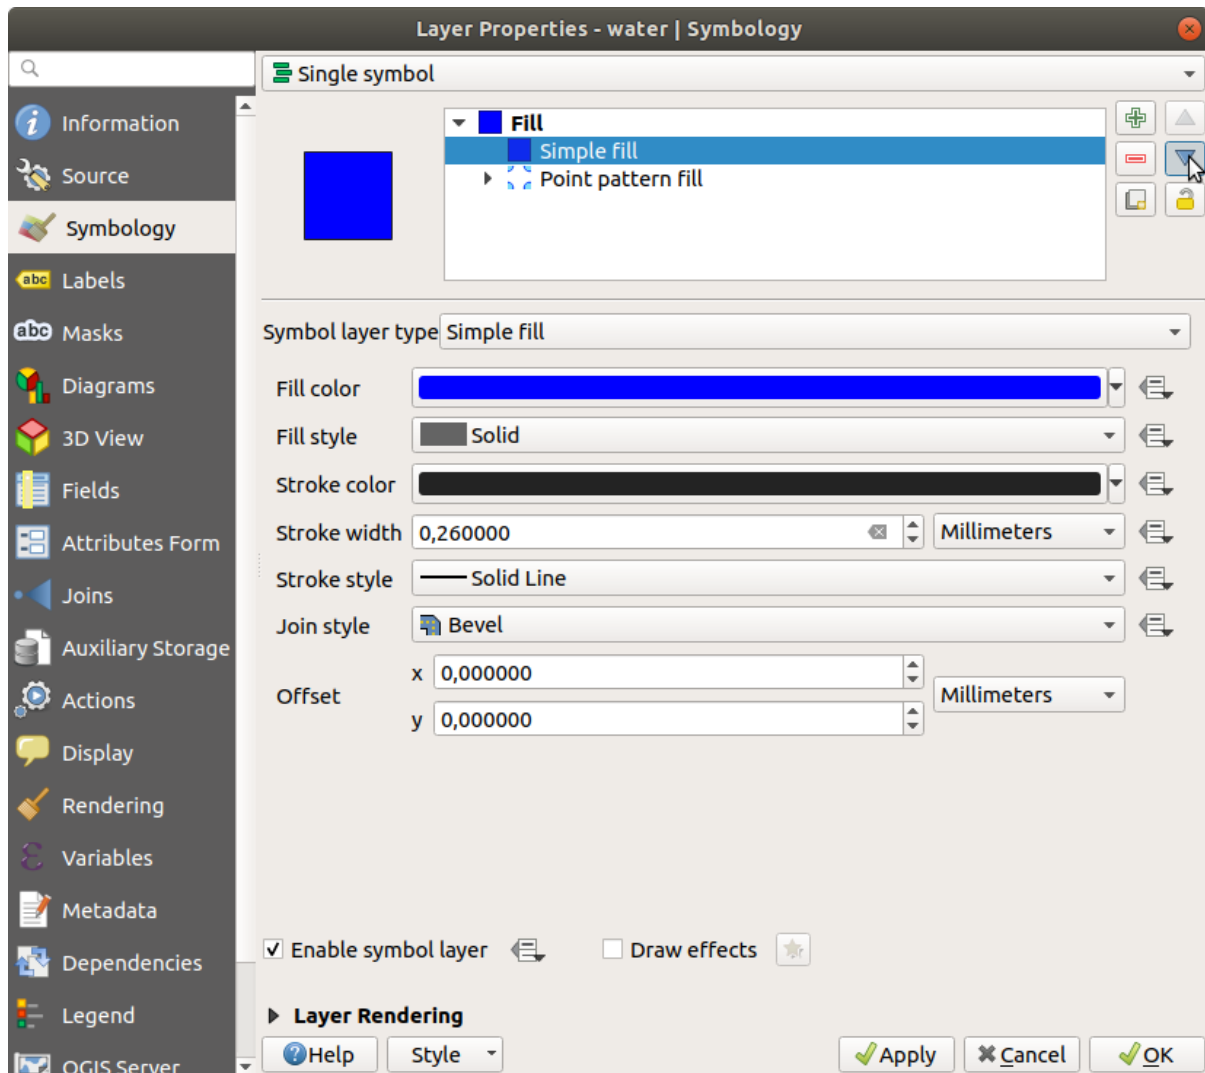 Layer Properties - water | Symbology
Single symbol
Information
Source
Symbology
Labels
Masks
Diagrams
3D View
Fields
Attributes Form
Joins
Auxiliary Storage
Actions
Display
Rendering
Variables
Metadata
Dependencies
Legend
QGIS Server
Fill
Simple fill
Point pattern fill
Symbol layer type Simple fill
Fill color
Fill style Solid
Stroke color
Stroke width 0,260000 Millimeters
Stroke style Solid Line
Join style Bevel
Offset x 0,000000 Millimeters
y 0,000000
Enable symbol layer Draw effects
Layer Rendering
Help Style Apply Cancel OK